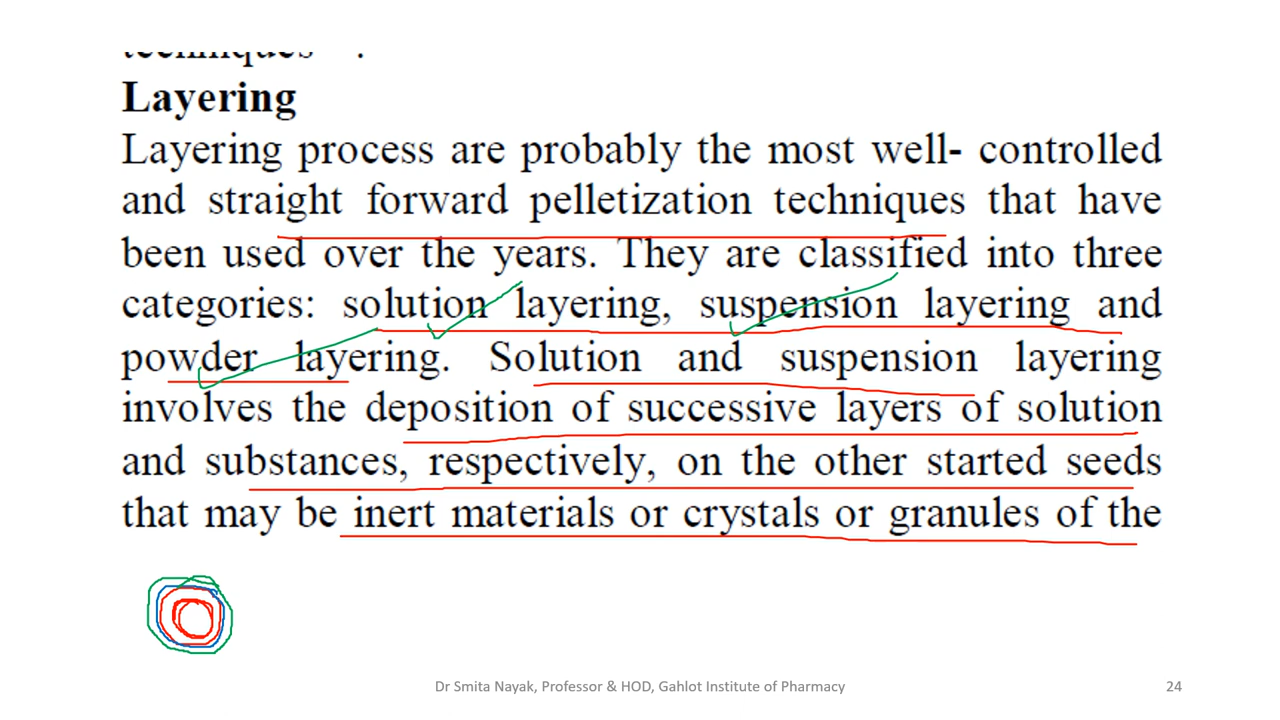 Layering
Layering process are probably the most well- controlled
and straight forward pelletization techniques that have
been used over the years. They are classified into three
categories: solution layering, suspension layering and
powder layering. Solution and suspension layering
involves the deposition of successive layers of solution
and substances, respectively, on the other started seeds
that may be inert materials or crystals or granules of the
Dr Smita Nayak, Professor & HOD, Gahlot Institute of Pharmacy
24